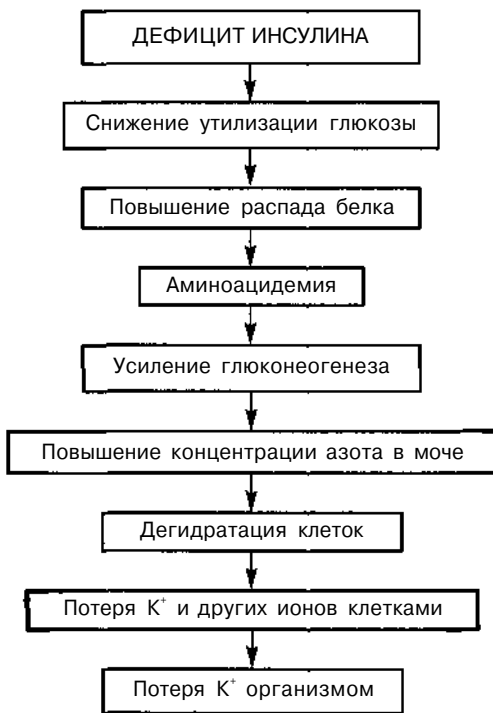 ДЕФИЦИТ ИНСУЛИНА
Снижение утилизации глюкозы
Повышение распада белка
Аминоацидемия
Усиление глюконеогенеза
Повышение концентрации азота в моче
Дегидратация клеток
Потеря К⁺ и других ионов клетками
Потеря К⁺ организмом